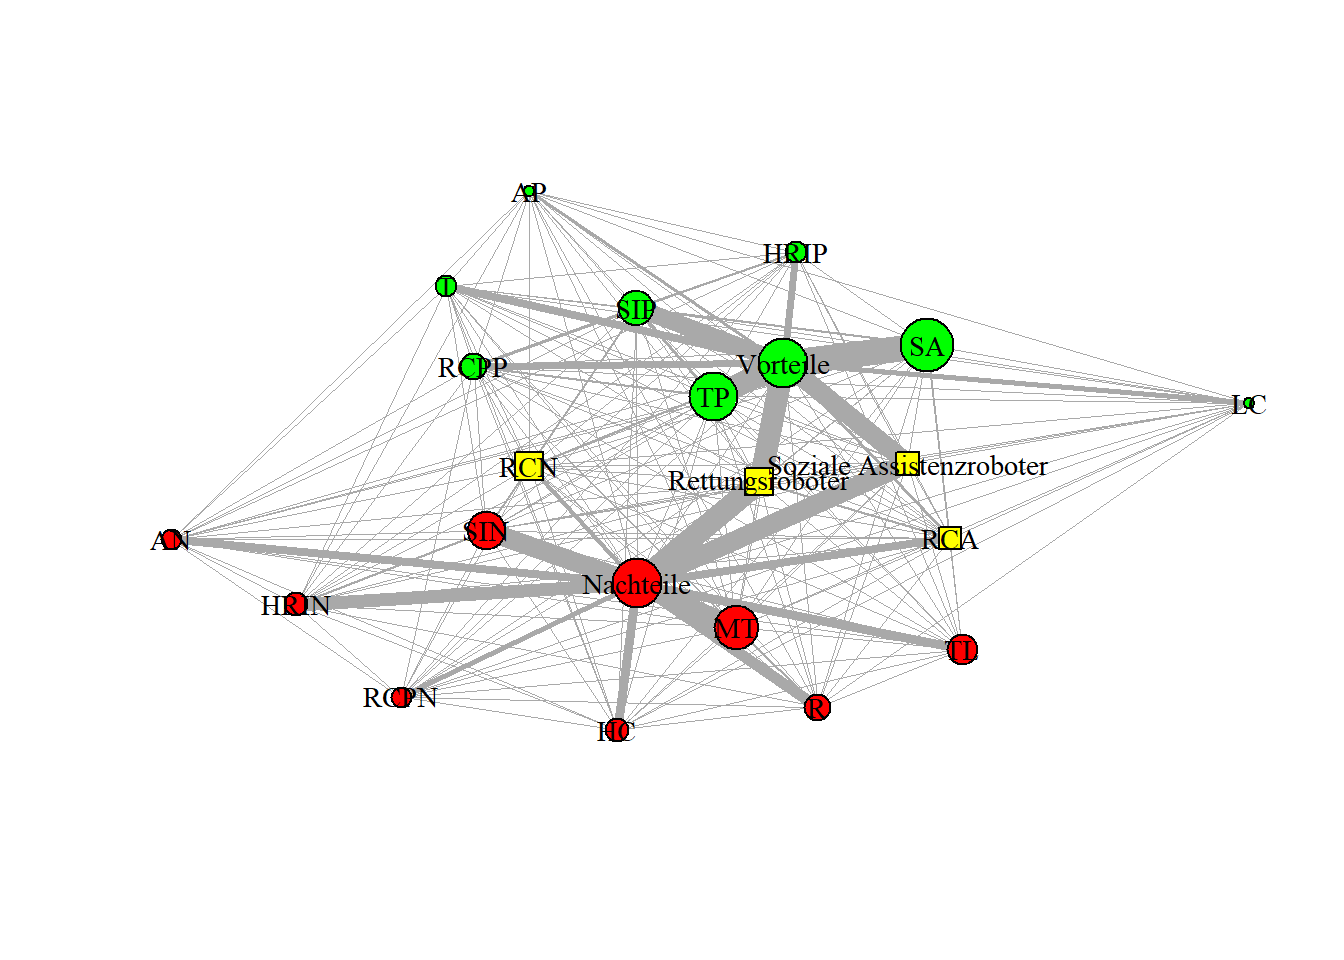 AP
HRIP
T
SIP
SA
Vorteile
RCPP
TP
LC
RCN
Soziale Assistenzroboter
Rettungsroboter
SIN
AN
RCA
Nachteile
HRIN
MT
TL
RCPN
R
HC